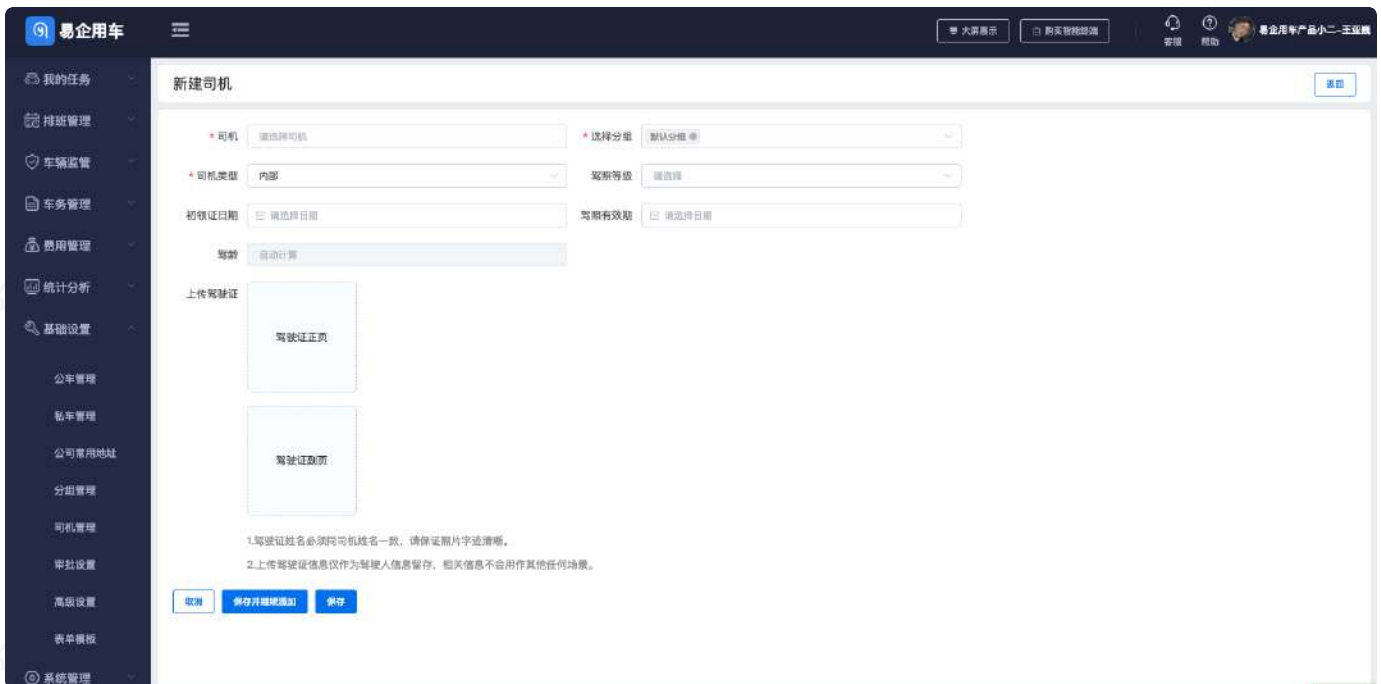 易企用车
大屏展示
购买智能终端
客服
帮助
易企用车产品小二-王亚巍
我的任务
排班管理
车辆监管
车务管理
费用管理
统计分析
基础设置
公车管理
私车管理
公司常用地址
分组管理
司机管理
审批设置
高级设置
表单模板
系统管理
新建司机
返回
* 司机 请选择司机
* 选择分组 默认分组
* 司机类型 内部
驾照等级 请选择
初领证日期 请选择日期
驾照有效期 请选择日期
驾龄 自动计算
上传驾驶证
驾驶证正页
驾驶证副页
1.驾驶证姓名必须同司机姓名一致，请保证照片字迹清晰。
2.上传驾驶证信息仅作为驾驶人信息留存，相关信息不会用作其他任何场景。
取消 保存并继续添加 保存